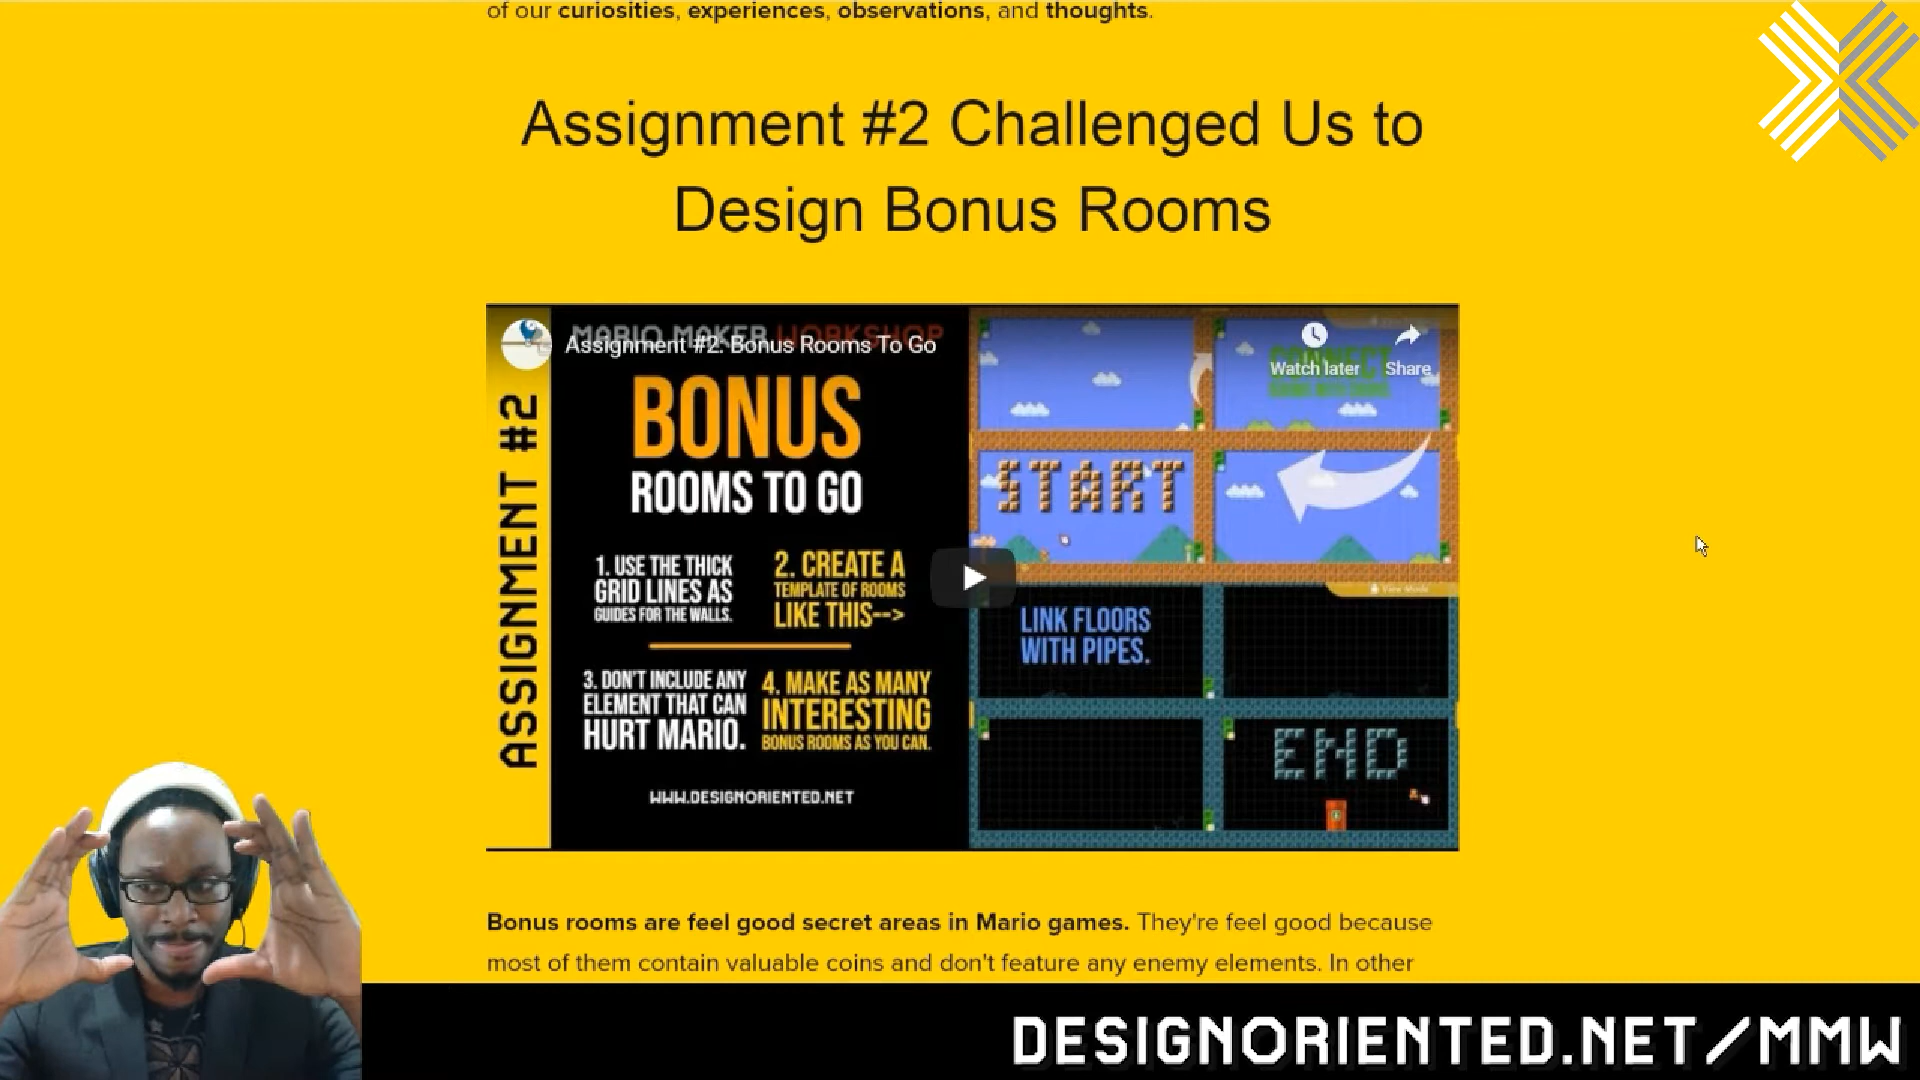 of our curiosities, experiences, observations, and thoughts.
Assignment #2 Challenged Us to
Design Bonus Rooms
MARIO MAKER WORKSHOP
Assignment #2: Bonus Rooms To Go
Watch later
Share
ASSIGNMENT #2
BONUS
ROOMS TO GO
1. USE THE THICK
GRID LINES AS
GUIDES FOR THE WALLS.
2. CREATE A
TEMPLATE OF ROOMS
LIKE THIS-->
3. DON'T INCLUDE ANY
ELEMENT THAT CAN
HURT MARIO.
4. MAKE AS MANY
INTERESTING
BONUS ROOMS AS YOU CAN.
WWW.DESIGNORIENTED.NET
CONNECT
START
View Mode
LINK FLOORS
WITH PIPES.
END
Bonus rooms are feel good secret areas in Mario games. They're feel good because
most of them contain valuable coins and don't feature any enemy elements. In other
DESIGNORIENTED.NET/MMW